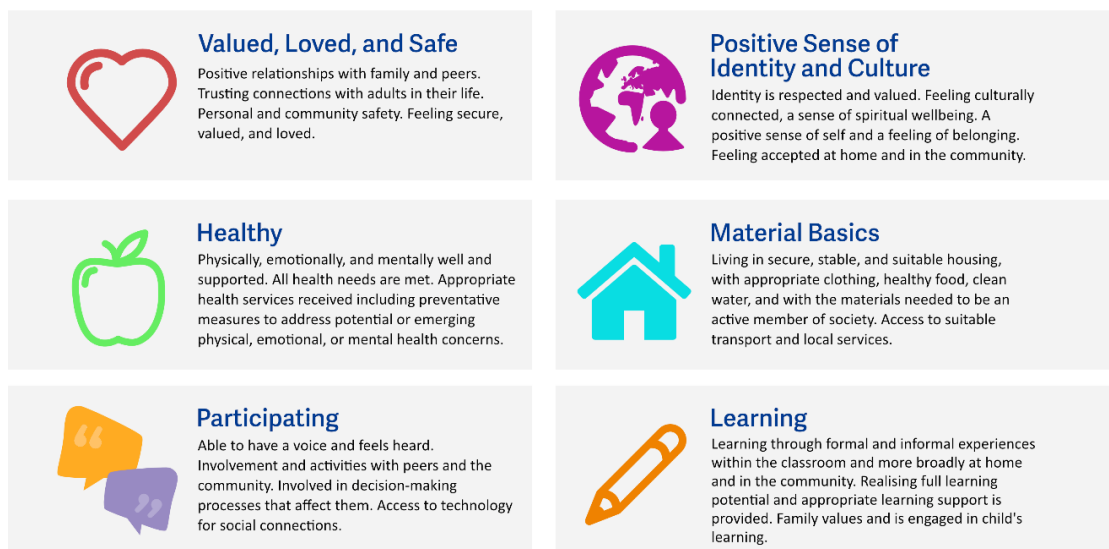 Valued, Loved, and Safe
Positive relationships with family and peers.
Trusting connections with adults in their life.
Personal and community safety. Feeling secure,
valued, and loved.
Positive Sense of
Identity and Culture
Identity is respected and valued. Feeling culturally
connected, a sense of spiritual wellbeing. A
positive sense of self and a feeling of belonging.
Feeling accepted at home and in the community.
Healthy
Physically, emotionally, and mentally well and
supported. All health needs are met. Appropriate
health services received including preventative
measures to address potential or emerging
physical, emotional, or mental health concerns.
Material Basics
Living in secure, stable, and suitable housing,
with appropriate clothing, healthy food, clean
water, and with the materials needed to be an
active member of society. Access to suitable
transport and local services.
Participating
Able to have a voice and feels heard.
Involvement and activities with peers and the
community. Involved in decision-making
processes that affect them. Access to technology
for social connections.
Learning
Learning through formal and informal experiences
within the classroom and more broadly at home
and in the community. Realising full learning
potential and appropriate learning support is
provided. Family values and is engaged in child's
learning.